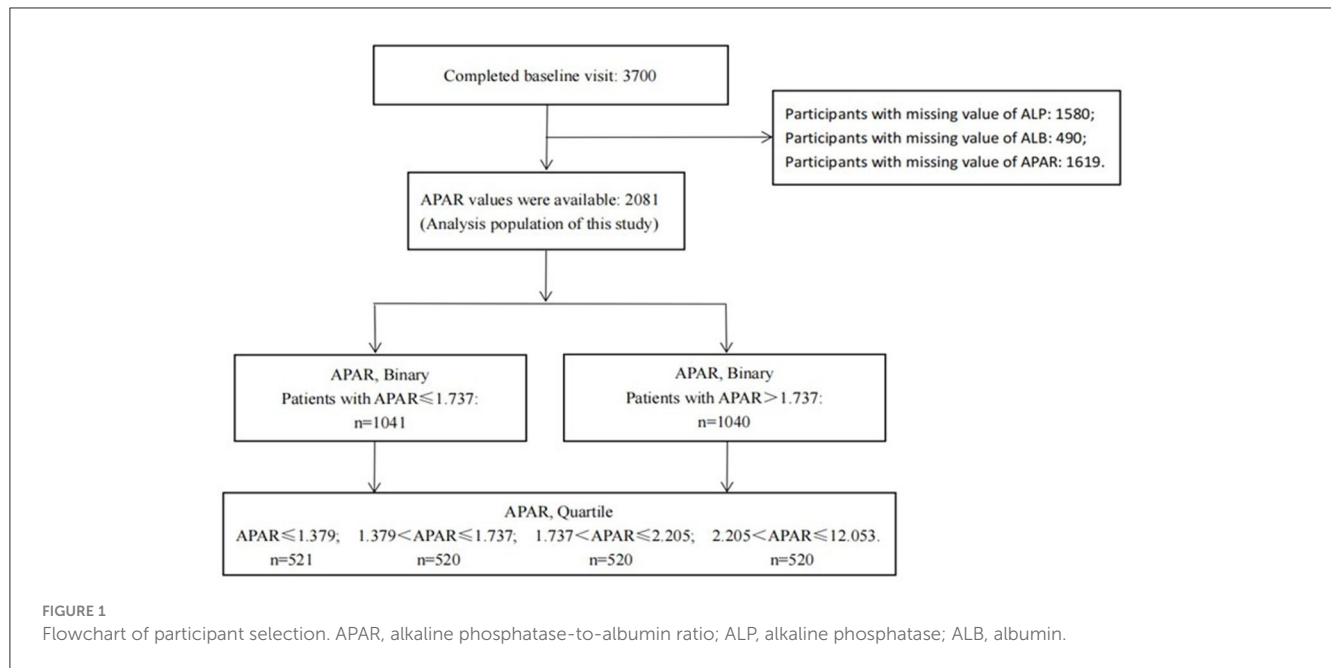 Completed baseline visit: 3700
Participants with missing value of ALP: 1580;
Participants with missing value of ALB: 490;
Participants with missing value of APAR: 1619.
APAR values were available: 2081
(Analysis population of this study)
APAR, Binary
Patients with APAR≤1.737:
n=1041
APAR, Binary
Patients with APAR>1.737:
n=1040
APAR, Quartile
APAR≤1.379; 1.379<APAR≤1.737; 1.737<APAR≤2.205; 2.205<APAR≤12.053.
n=521 n=520 n=520 n=520
FIGURE 1
Flowchart of participant selection. APAR, alkaline phosphatase-to-albumin ratio; ALP, alkaline phosphatase; ALB, albumin.